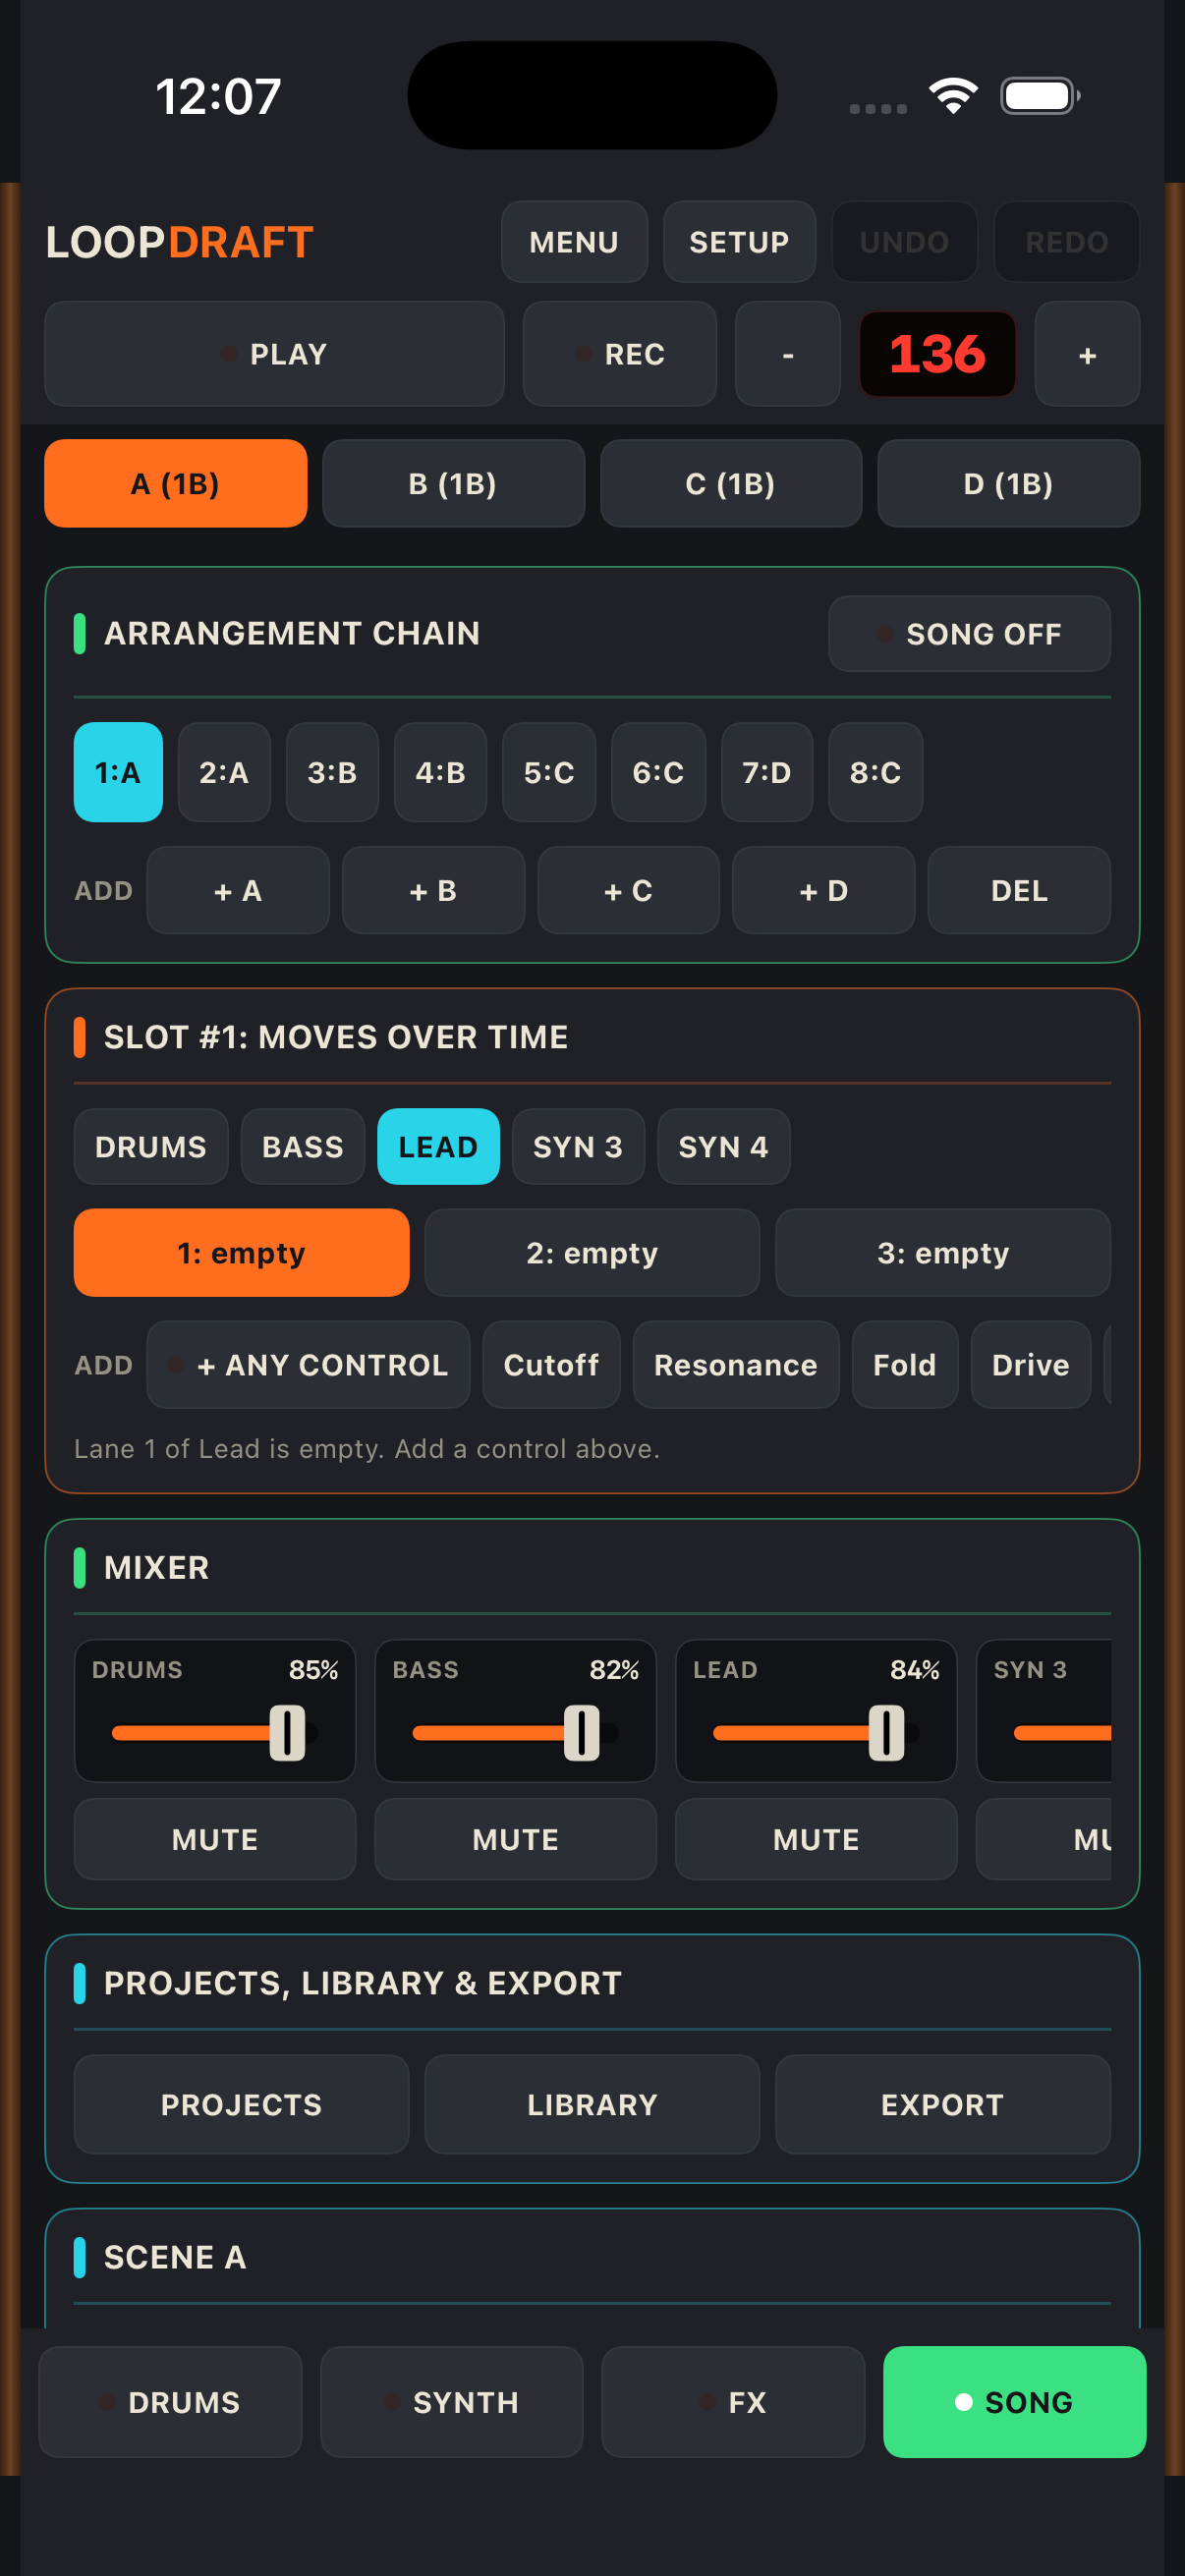 12:07
LOOPDRAFT MENU SETUP UNDO REDO
PLAY REC - 136 +
A (1B) B (1B) C (1B) D (1B)
ARRANGEMENT CHAIN SONG OFF
1:A 2:A 3:B 4:B 5:C 6:C 7:D 8:C
ADD + A + B + C + D DEL
SLOT #1: MOVES OVER TIME
DRUMS BASS LEAD SYN 3 SYN 4
1: empty 2: empty 3: empty
ADD + ANY CONTROL Cutoff Resonance Fold Drive
Lane 1 of Lead is empty. Add a control above.
MIXER
DRUMS 85% BASS 82% LEAD 84% SYN 3
MUTE MUTE MUTE
PROJECTS, LIBRARY & EXPORT
PROJECTS LIBRARY EXPORT
SCENE A
DRUMS SYNTH FX SONG